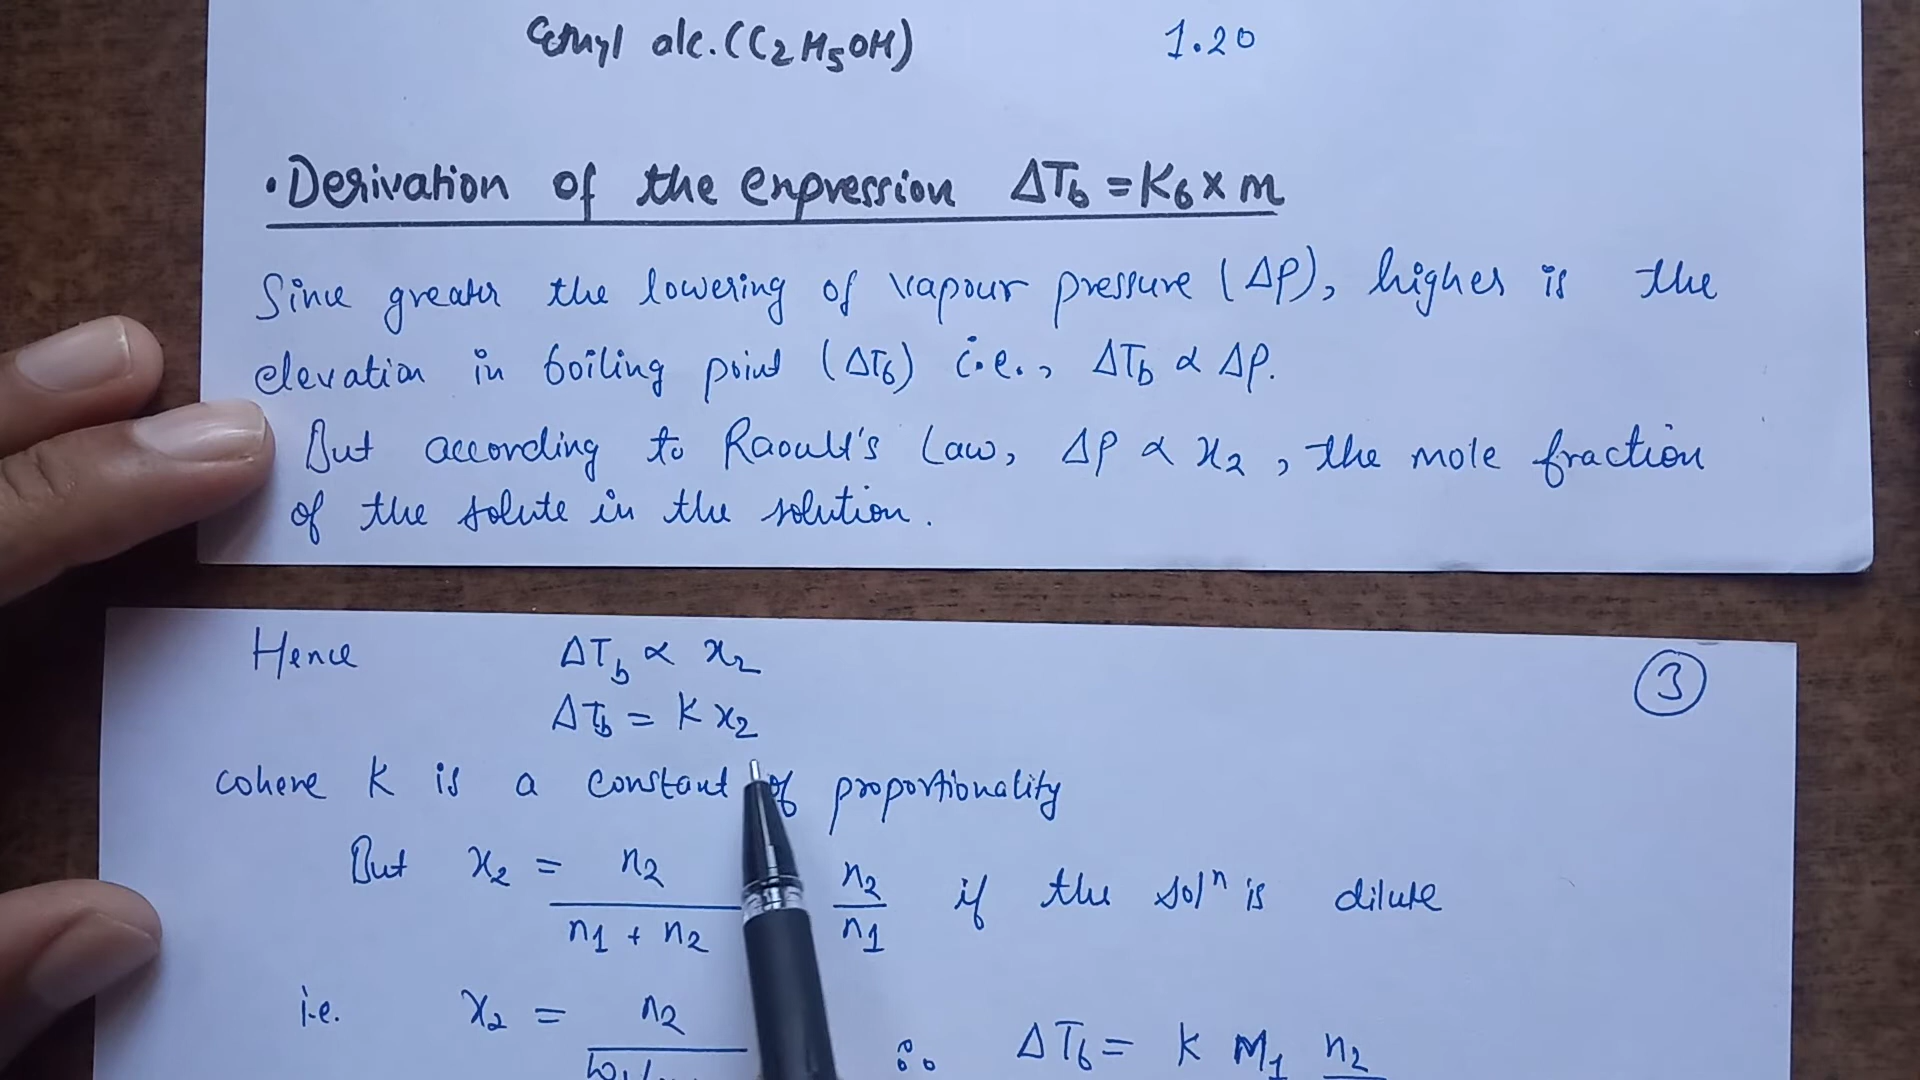 Ethyl alc. (C2H5OH) 1.20
• Derivation of the expression ΔTb = Kb × m
Since greater the lowering of vapour pressure (ΔP), higher is the
elevation in boiling point (ΔTb) i.e., ΔTb ∝ ΔP.
But according to Raoult's Law, ΔP ∝ x2, the mole fraction
of the solute in the solution.
Hence ΔTb ∝ x2
3
ΔTb = K x2
where K is a constant of proportionality
But x2 = n2 / n1 + n2 n2 / n1 if the solⁿ is dilute
i.e. x2 = n2 / ∴ ΔTb = K M1 n2